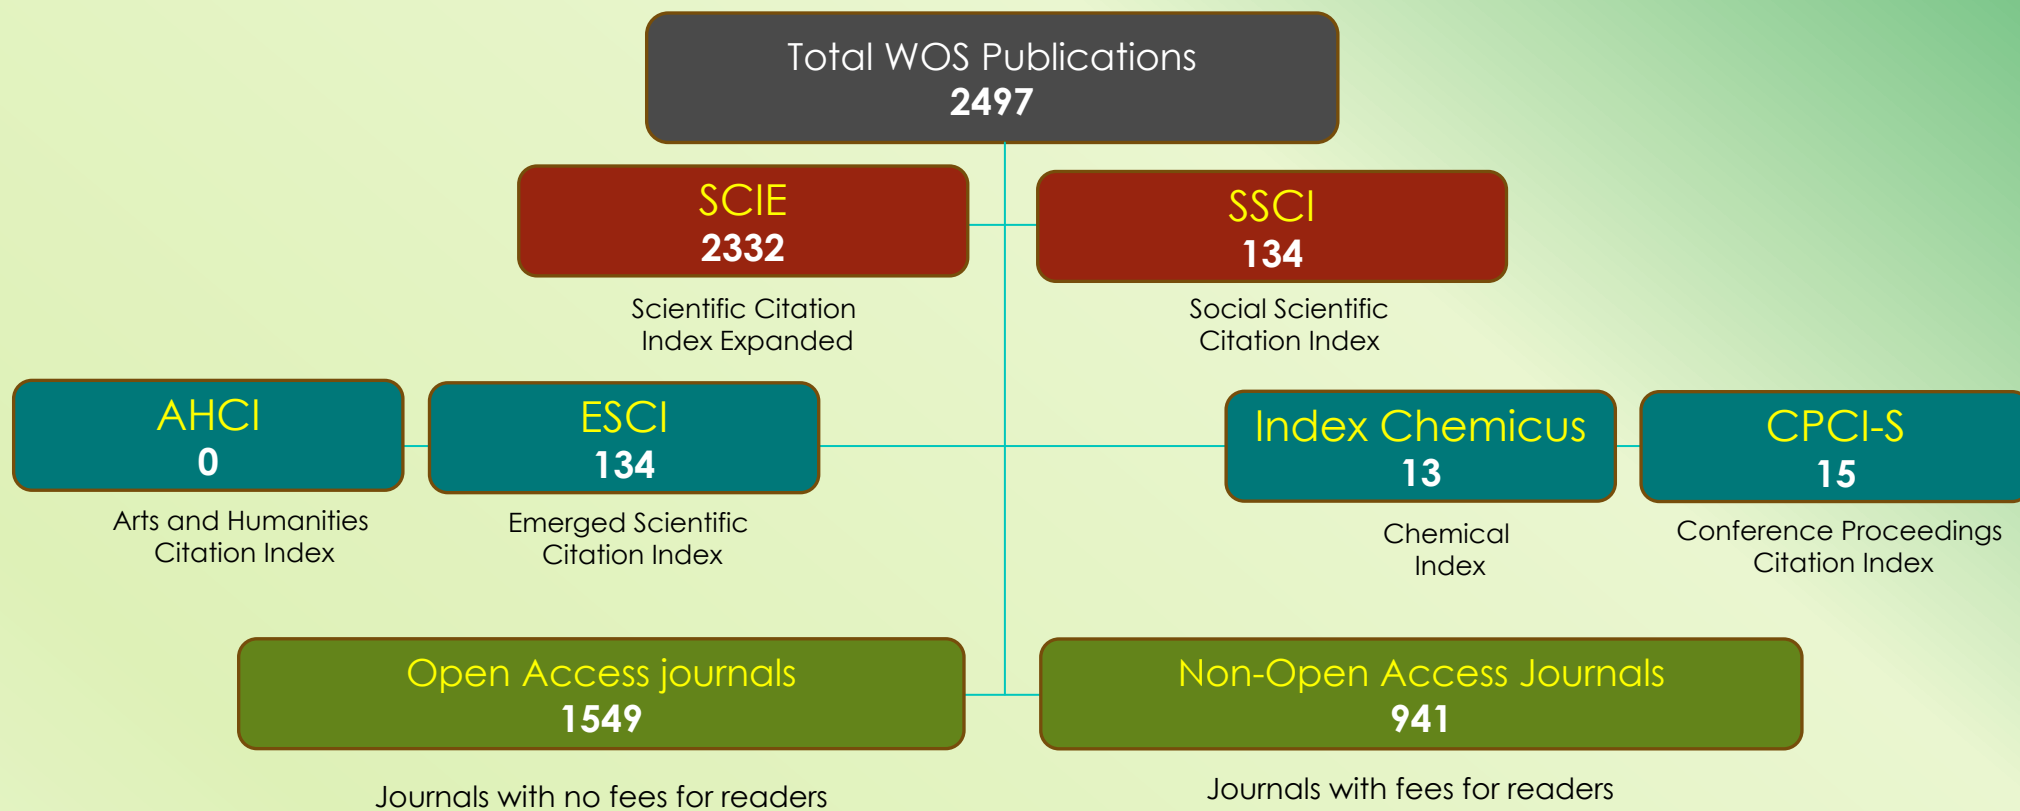 Total WOS Publications
2497
SCIE
2332
SSCI
134
Scientific Citation
Index Expanded
Social Scientific
Citation Index
AHCI
0
ESCI
134
Index Chemicus
13
CPCI-S
15
Arts and Humanities
Citation Index
Emerged Scientific
Citation Index
Chemical
Index
Conference Proceedings
Citation Index
Open Access journals
1549
Non-Open Access Journals
941
Journals with no fees for readers
Journals with fees for readers